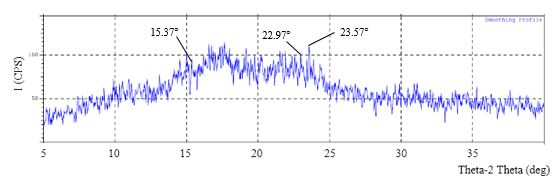 Smoothing Profile
15.37°
22.97°
23.57°
I (CPS)
100
50
5 10 15 20 25 30 35
Theta-2 Theta (deg)